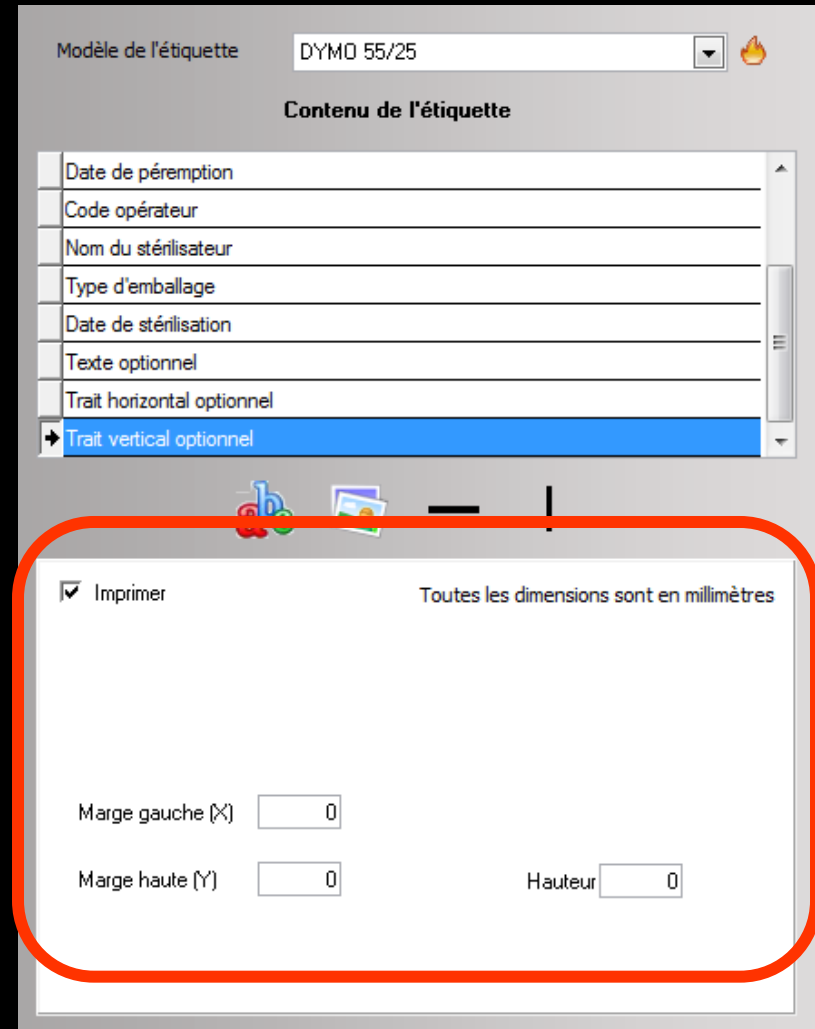 Modèle de l'étiquette DYMO 55/25
Contenu de l'étiquette
Date de péremption
Code opérateur
Nom du stérilisateur
Type d'emballage
Date de stérilisation
Texte optionnel
Trait horizontal optionnel
Trait vertical optionnel
abc
Imprimer Toutes les dimensions sont en millimètres
Marge gauche (X) 0
Marge haute (Y) 0 Hauteur 0